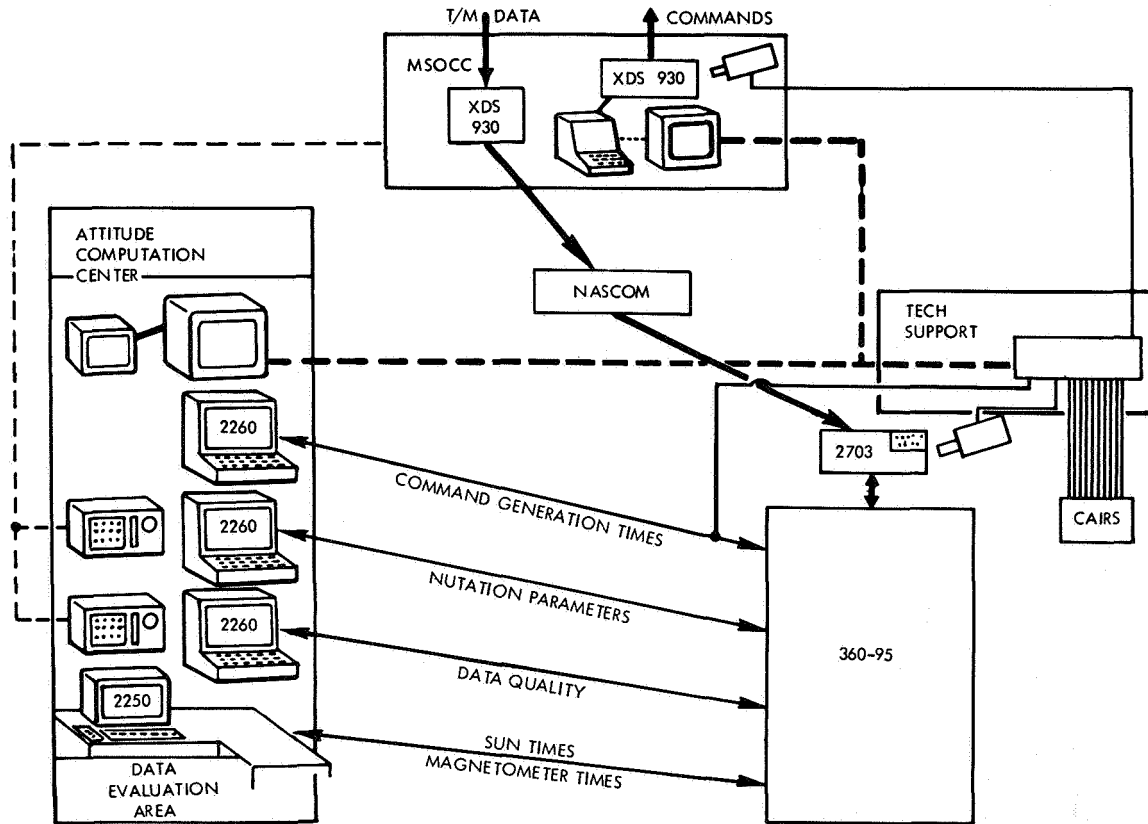 T/M DATA
COMMANDS
MSOCC
XDS 930
XDS
930
ATTITUDE
COMPUTATION
CENTER
NASCOM
TECH
SUPPORT
2260
2703
COMMAND GENERATION TIMES
CAIRS
2260
NUTATION PARAMETERS
2260
360-95
DATA QUALITY
2250
SUN TIMES
MAGNETOMETER TIMES
DATA
EVALUATION
AREA